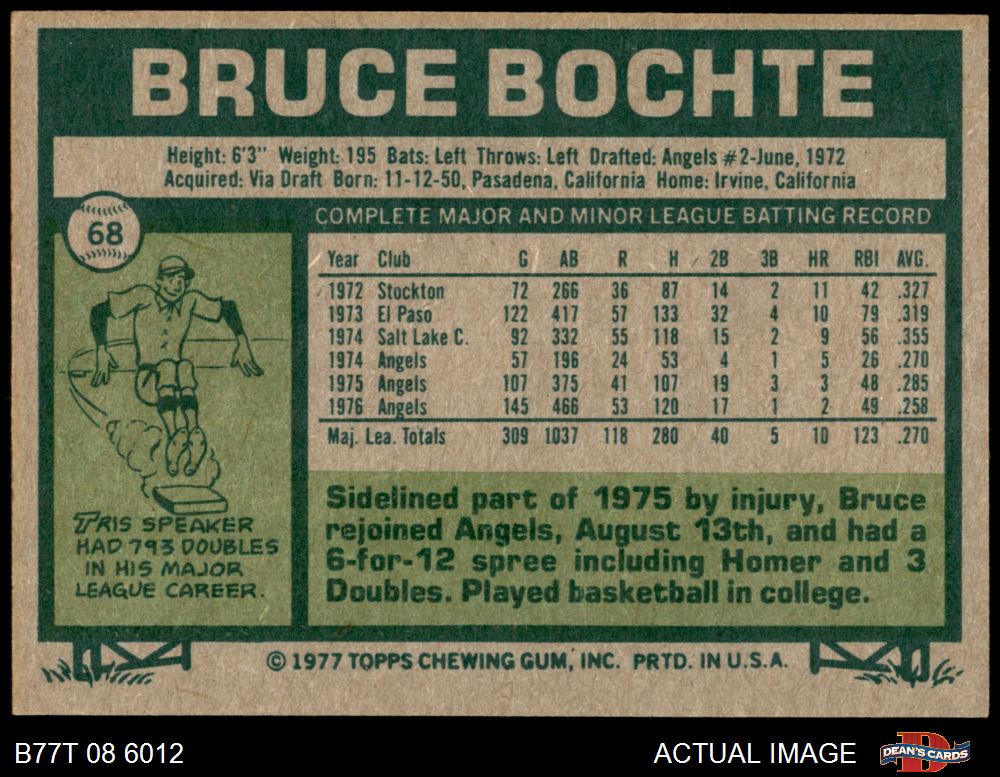 BRUCE BOCHTE
Height: 6'3" Weight: 195 Bats: Left Throws: Left Drafted: Angels #2-June, 1972
Acquired: Via Draft Born: 11-12-50, Pasadena, California Home: Irvine, California
68
COMPLETE MAJOR AND MINOR LEAGUE BATTING RECORD
Year Club G AB R H 2B 3B HR RBI AVG.
1972 Stockton 72 266 36 87 14 2 11 42 .327
1973 El Paso 122 417 57 133 32 4 10 79 .319
1974 Salt Lake C. 92 332 55 118 15 2 9 56 .355
1974 Angels 57 196 24 53 4 1 5 26 .270
1975 Angels 107 375 41 107 19 3 3 48 .285
1976 Angels 145 466 53 120 17 1 2 49 .258
Maj. Lea. Totals 309 1037 118 280 40 5 10 123 .270
TRIS SPEAKER
HAD 793 DOUBLES
IN HIS MAJOR
LEAGUE CAREER.
Sidelined part of 1975 by injury, Bruce
rejoined Angels, August 13th, and had a
6-for-12 spree including Homer and 3
Doubles. Played basketball in college.
© 1977 TOPPS CHEWING GUM, INC. PRTD. IN U.S.A.
B77T 08 6012
ACTUAL IMAGE
D
DEAN'S CARDS